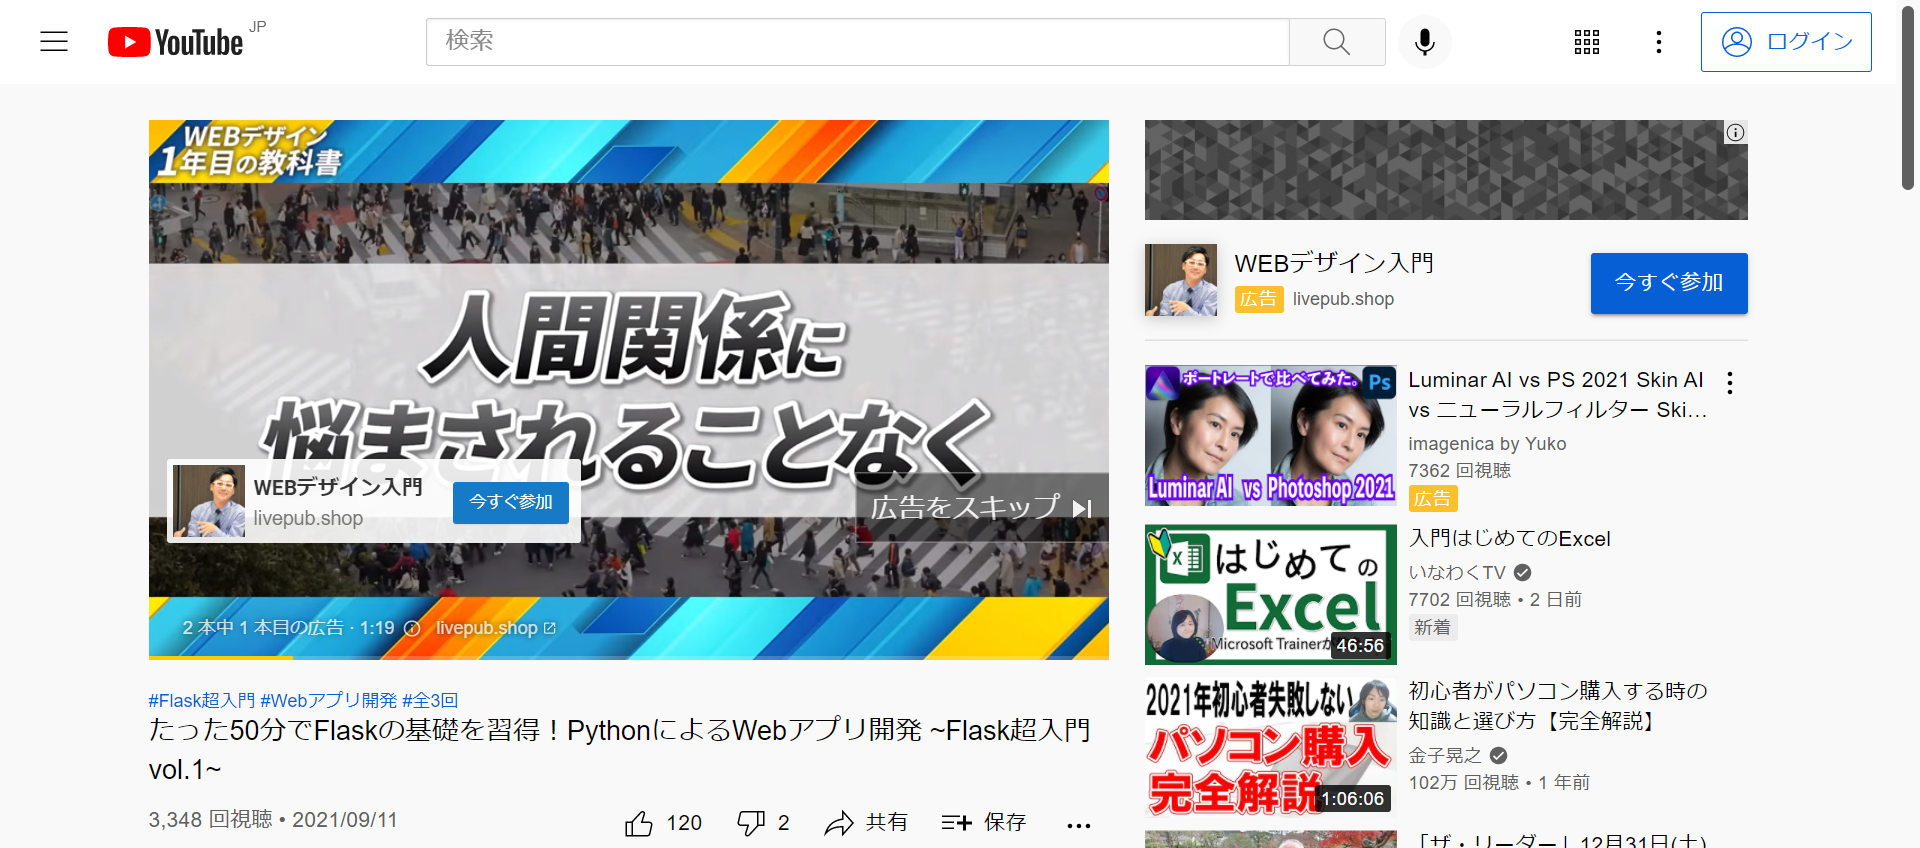 YouTube JP
検索
ログイン
WEBデザイン
1年目の教科書
人間関係に
悩まされることなく
WEBデザイン入門
livepub.shop
今すぐ参加
広告をスキップ
2 本中 1 本目の広告 · 1:19 livepub.shop
#Flask超入門 #Webアプリ開発 #全3回
たった50分でFlaskの基礎を習得！PythonによるWebアプリ開発 ~Flask超入門
vol.1~
3,348 回視聴 • 2021/09/11
120 2 共有 保存
WEBデザイン入門
広告 livepub.shop
今すぐ参加
ポートレートで比べてみた。 Ps
Luminar AI vs Photoshop 2021
Luminar AI vs PS 2021 Skin AI
vs ニューラルフィルター Ski...
imagenica by Yuko
7362 回視聴
広告
はじめての
Excel
Microsoft Trainerが
46:56
入門はじめてのExcel
いなわくTV
7702 回視聴 • 2 日前
新着
2021年初心者失敗しない
パソコン購入
完全解説
1:06:06
初心者がパソコン購入する時の
知識と選び方【完全解説】
金子晃之
102万 回視聴 • 1 年前
「ザ・リーダー」12月31日(土)